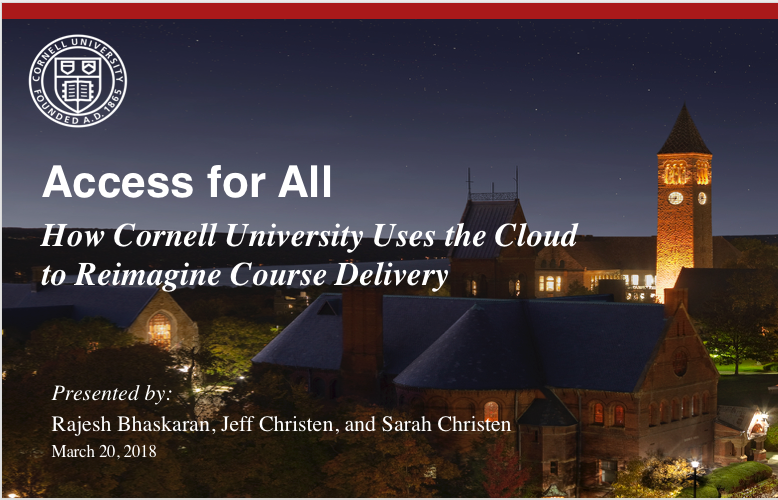 CORNELL UNIVERSITY
FOUNDED A.D. 1865
Access for All
How Cornell University Uses the Cloud
to Reimagine Course Delivery
Presented by:
Rajesh Bhaskaran, Jeff Christen, and Sarah Christen
March 20, 2018